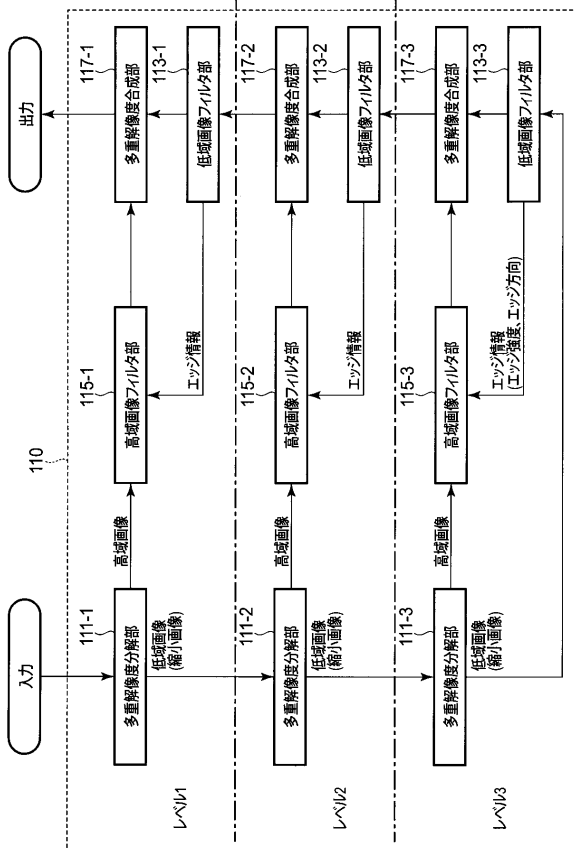 110
入力
出力
レベル1
111-1
多重解像度分解部
高域画像
低域画像
(縮小画像)
115-1
高域画像フィルタ部
エッジ情報
117-1
多重解像度合成部
113-1
低域画像フィルタ部
レベル2
111-2
多重解像度分解部
高域画像
低域画像
(縮小画像)
115-2
高域画像フィルタ部
エッジ情報
117-2
多重解像度合成部
113-2
低域画像フィルタ部
レベル3
111-3
多重解像度分解部
高域画像
低域画像
(縮小画像)
115-3
高域画像フィルタ部
エッジ情報
(エッジ強度、エッジ方向)
117-3
多重解像度合成部
113-3
低域画像フィルタ部